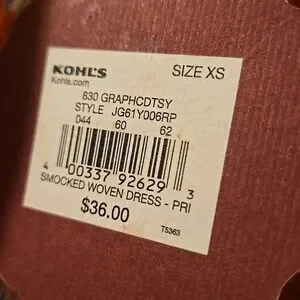 KOHL'S SIZE XS
Kohls.com
830 GRAPHCDTSY
STYLE JG61Y006RP
044 60 62
4 00337 92629 3
SMOCKED WOVEN DRESS - PRI
$36.00
T5363